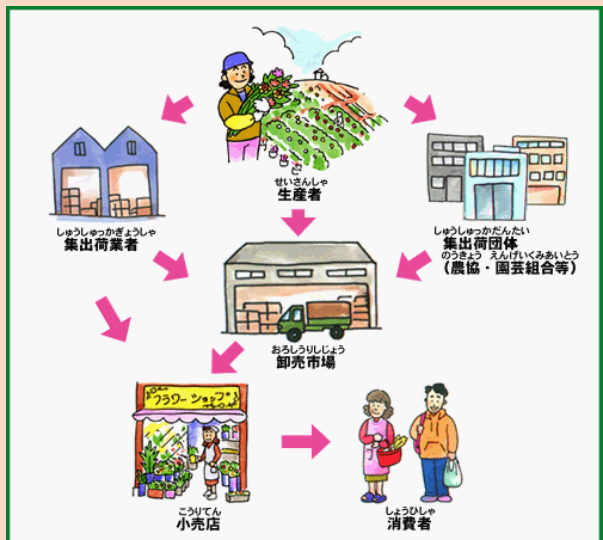 せいさんしゃ
生産者
しゅうしゅっかぎょうしゃ
集出荷業者
しゅうしゅっかだんたい
集出荷団体
のうきょう えんげいくみあいとう
（農協・園芸組合等）
おろしうりしじょう
卸売市場
フラワーショップ
こうりてん
小売店
しょうひしゃ
消費者